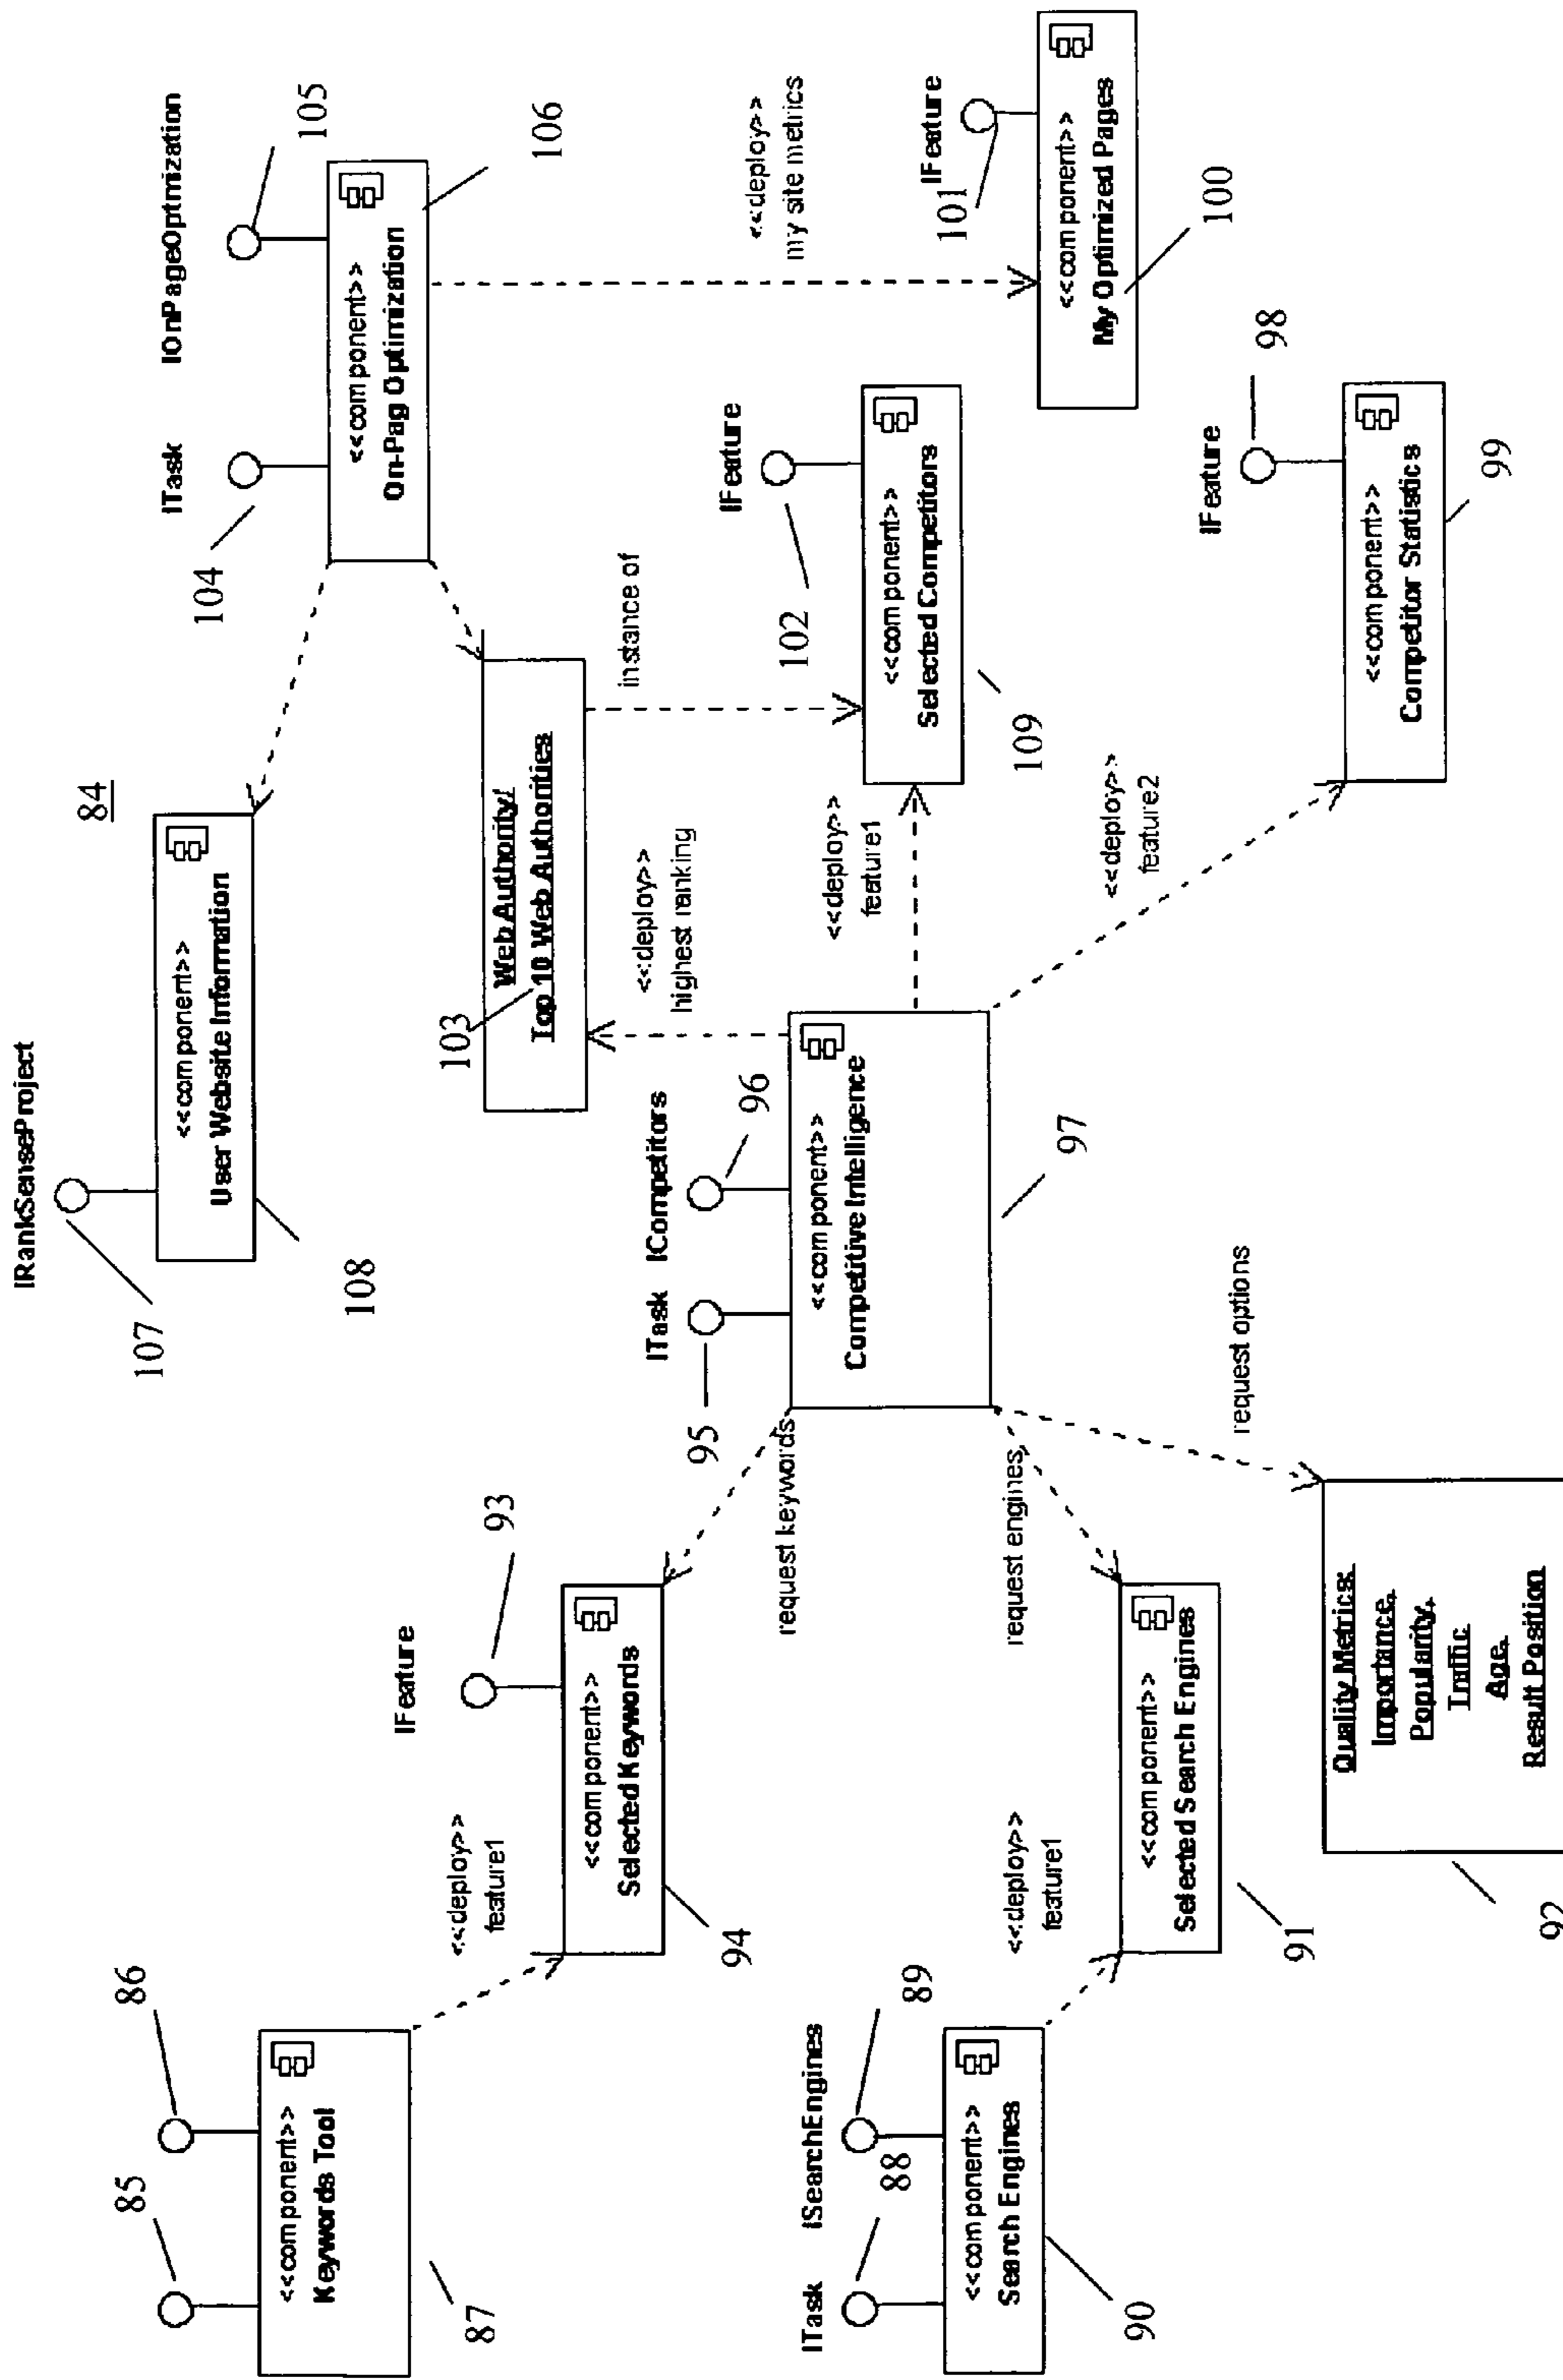 84
IRankSenseProject
107
<<component>>
User Website Information
108
ITask
IOnPageOptmization
104
105
<<component>>
On-Pag Optimization
106
85
86
<<component>>
Keywords Tool
87
IFeature
93
<<deploy>>
feature1
<<component>>
Selected Keywords
94
Web Authority/
Top 10 Web Authorities
103
<<deploy>>
highest ranking
instance of
<<deploy>>
my site metrics
ITask
ICompetitors
95
96
<<component>>
Competitive Intelligence
97
request keywords
request engines,
request options
<<deploy>>
feature1
<<deploy>>
feature2
IFeature
102
<<component>>
Selected Competitors
109
IFeature
101
<<component>>
My Optimized Pages
100
ITask
ISearchEngines
88
89
<<component>>
Search Engines
90
<<deploy>>
feature1
<<component>>
Selected Search Engines
91
Quality Metrics:
Importance,
Popularity,
Traffic
Age,
Result Position
92
IFeature
98
<<component>>
Competitor Statistics
99